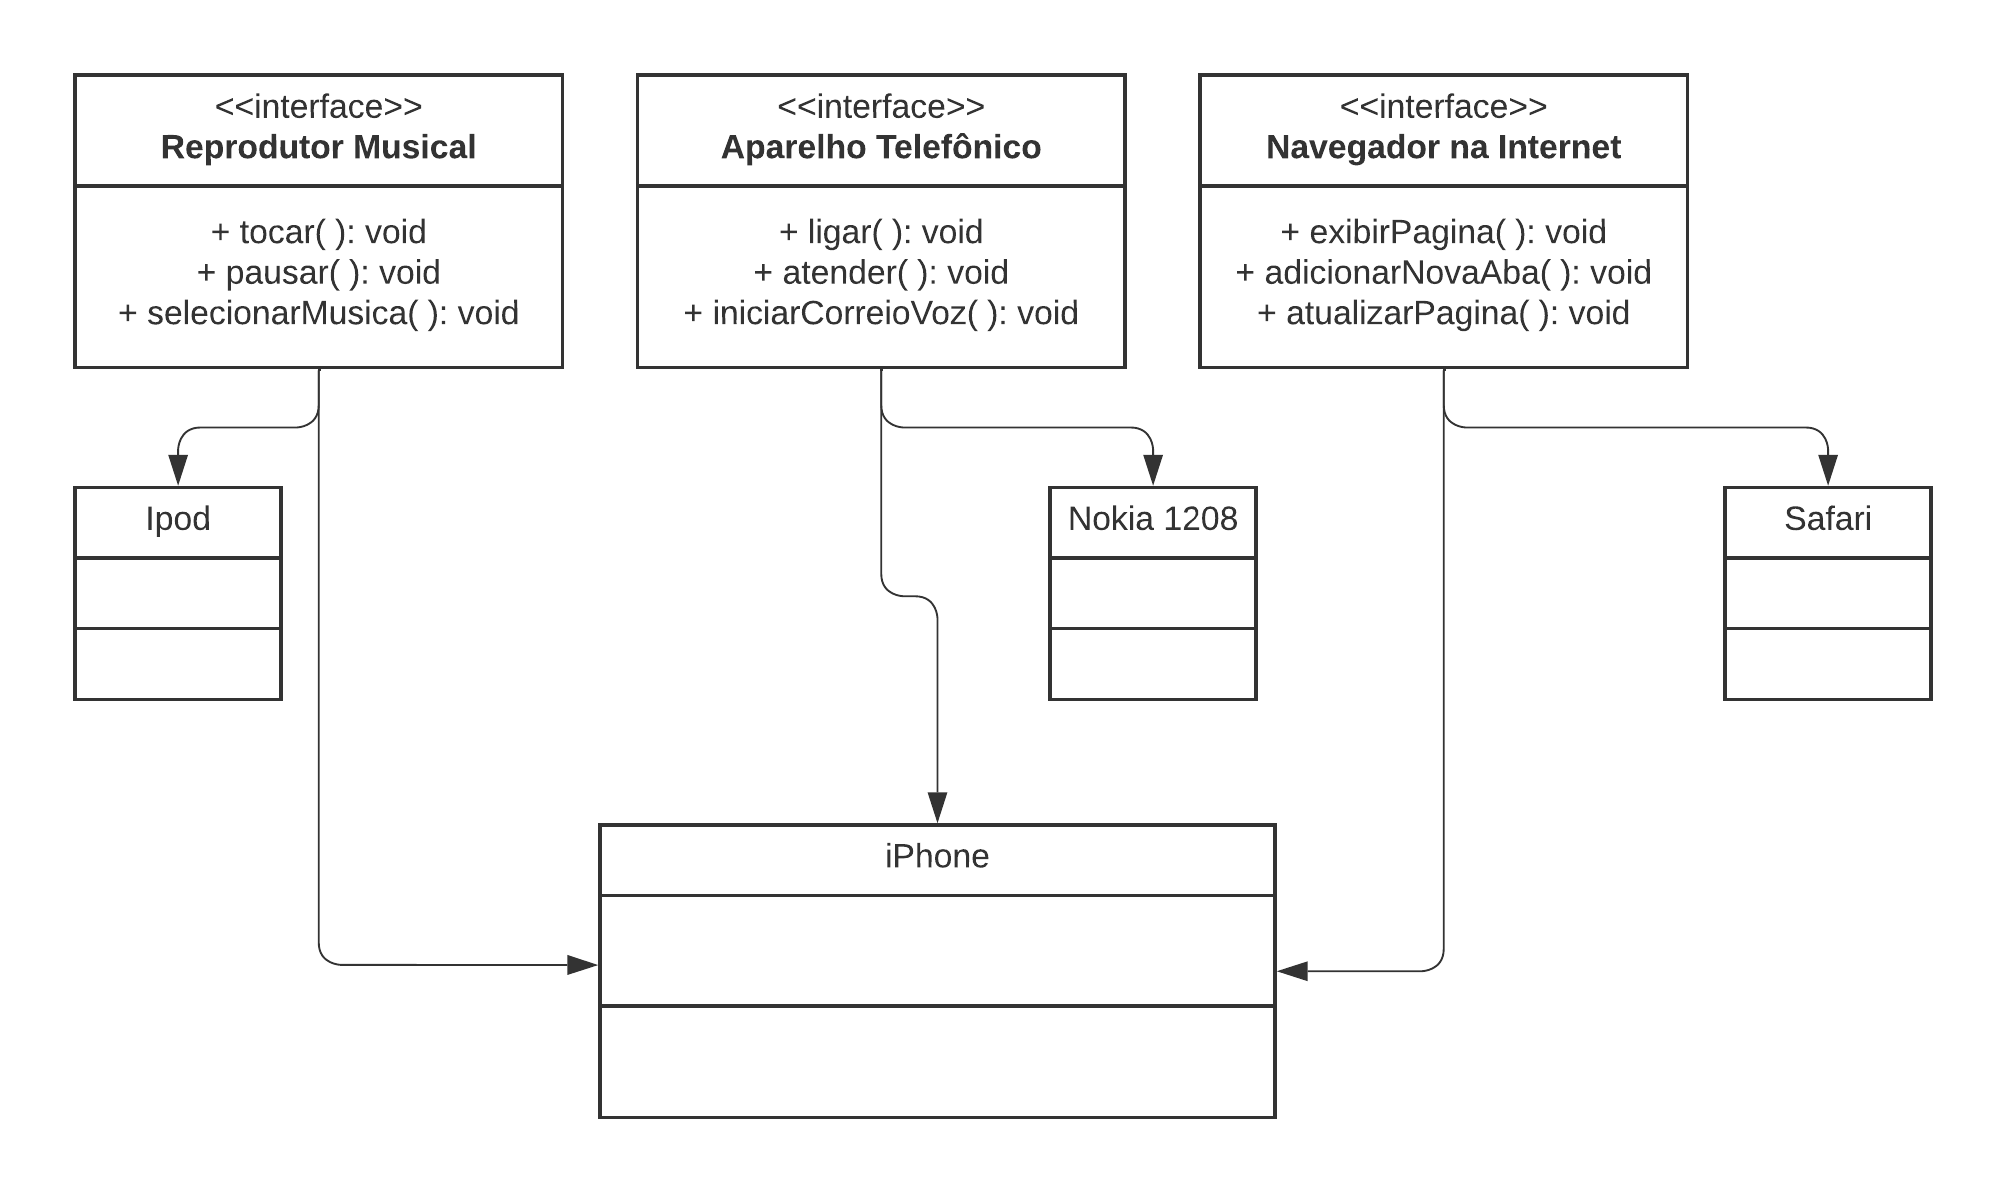 <<interface>>
Reprodutor Musical
+ tocar( ): void
+ pausar( ): void
+ selecionarMusica( ): void
<<interface>>
Aparelho Telefônico
+ ligar( ): void
+ atender( ): void
+ iniciarCorreioVoz( ): void
<<interface>>
Navegador na Internet
+ exibirPagina( ): void
+ adicionarNovaAba( ): void
+ atualizarPagina( ): void
Ipod
Nokia 1208
Safari
iPhone